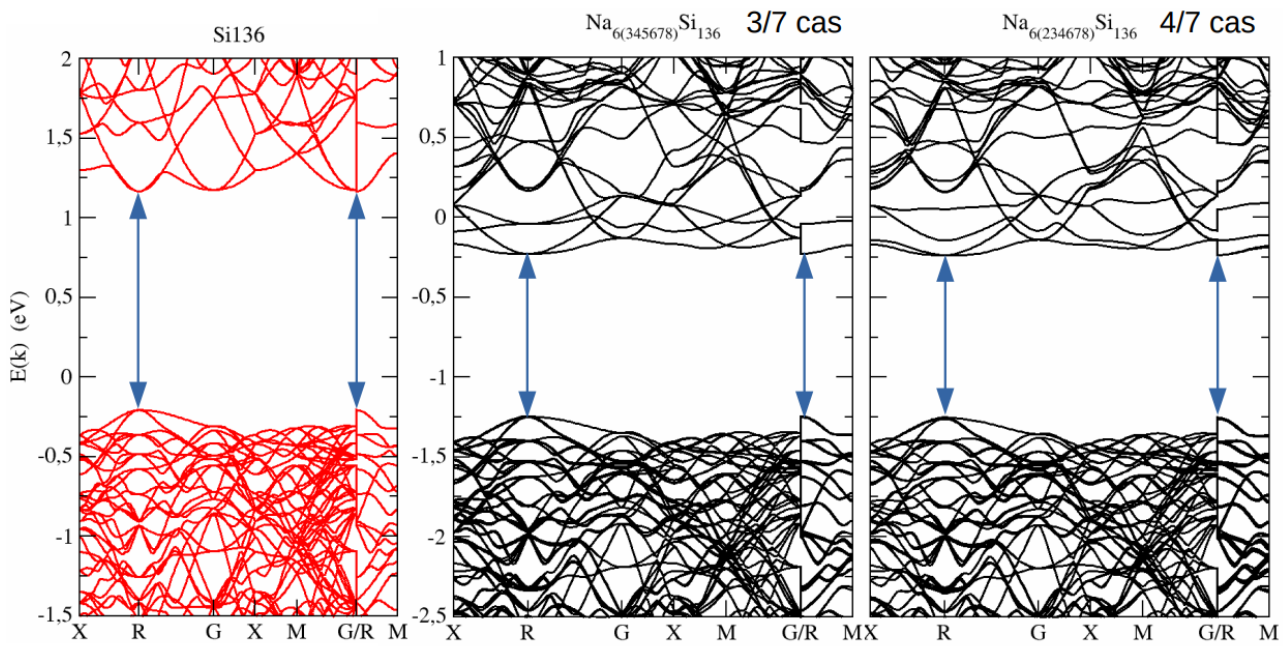 Si136
Na6(345678)Si136 3/7 cas
Na6(234678)Si136 4/7 cas
E(k) (eV)
2
1,5
1
0,5
0
-0,5
-1
-1,5
X R G X M G/R M
1
0,5
0
-0,5
-1
-1,5
-2
-2,5
X R G X M G/R M
X R G X M G/R M